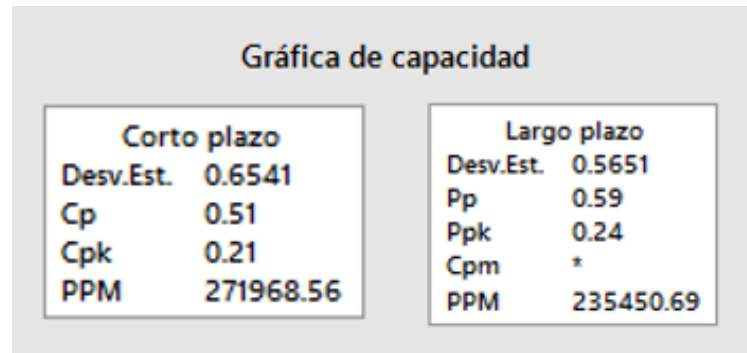 Gráfica de capacidad
Corto plazo
Desv.Est. 0.6541
Cp 0.51
Cpk 0.21
PPM 271968.56
Largo plazo
Desv.Est. 0.5651
Pp 0.59
Ppk 0.24
Cpm *
PPM 235450.69